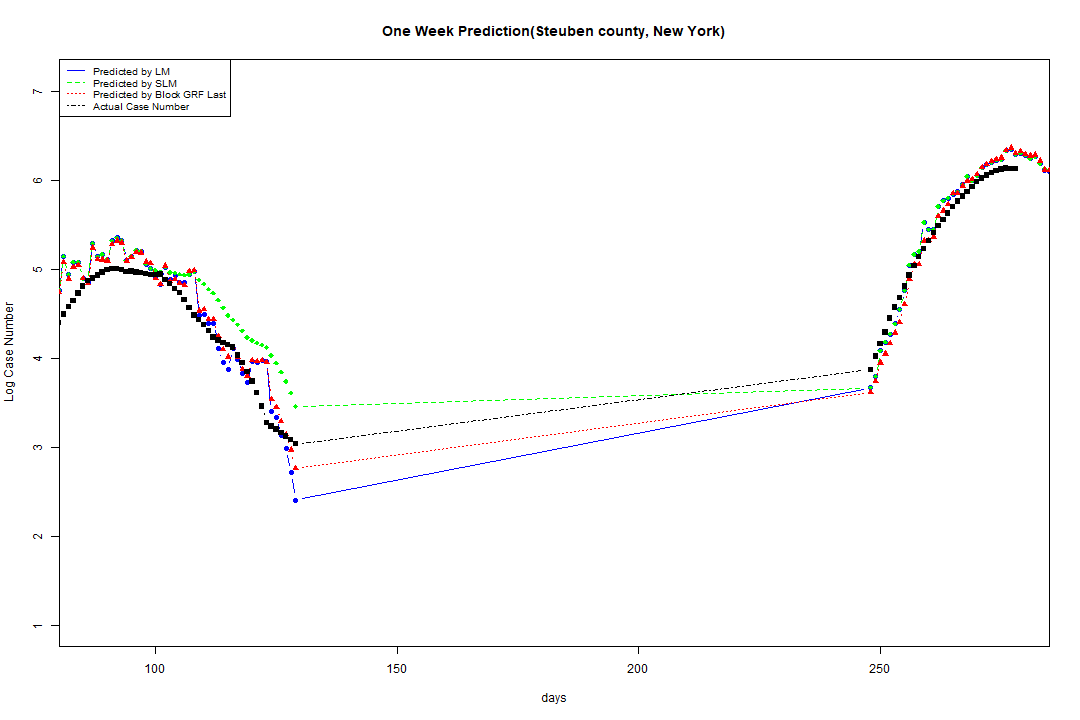 One Week Prediction(Steuben county, New York)
Predicted by LM
Predicted by SLM
Predicted by Block GRF Last
Actual Case Number
7
6
5
4
3
2
1
Log Case Number
100 150 200 250
days